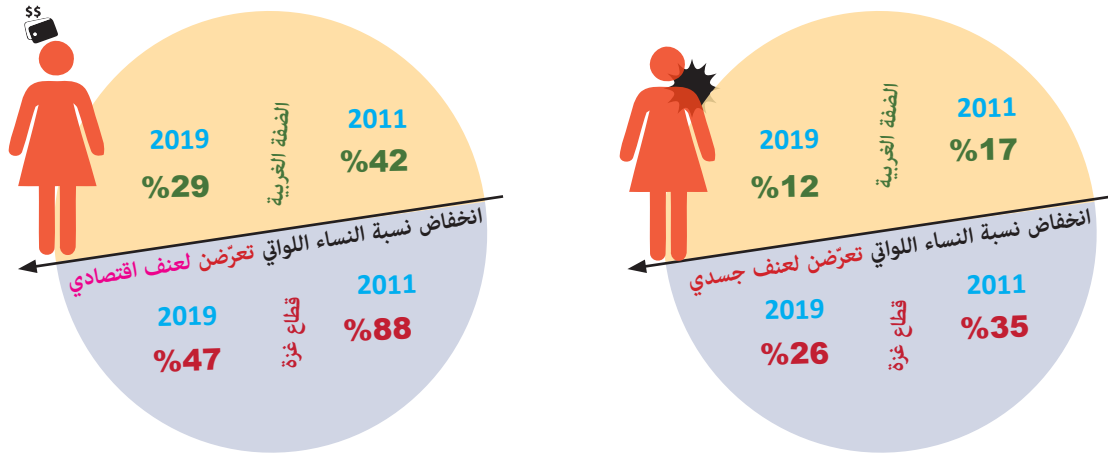 2011
%17
الضفة الغربية
2019
%12
انخفاض نسبة النساء اللواتي تعرّضن لعنف جسدي
2011
%35
قطاع غزة
2019
%26
$$
2011
%42
الضفة الغربية
2019
%29
انخفاض نسبة النساء اللواتي تعرّضن لعنف اقتصادي
2011
%88
قطاع غزة
2019
%47